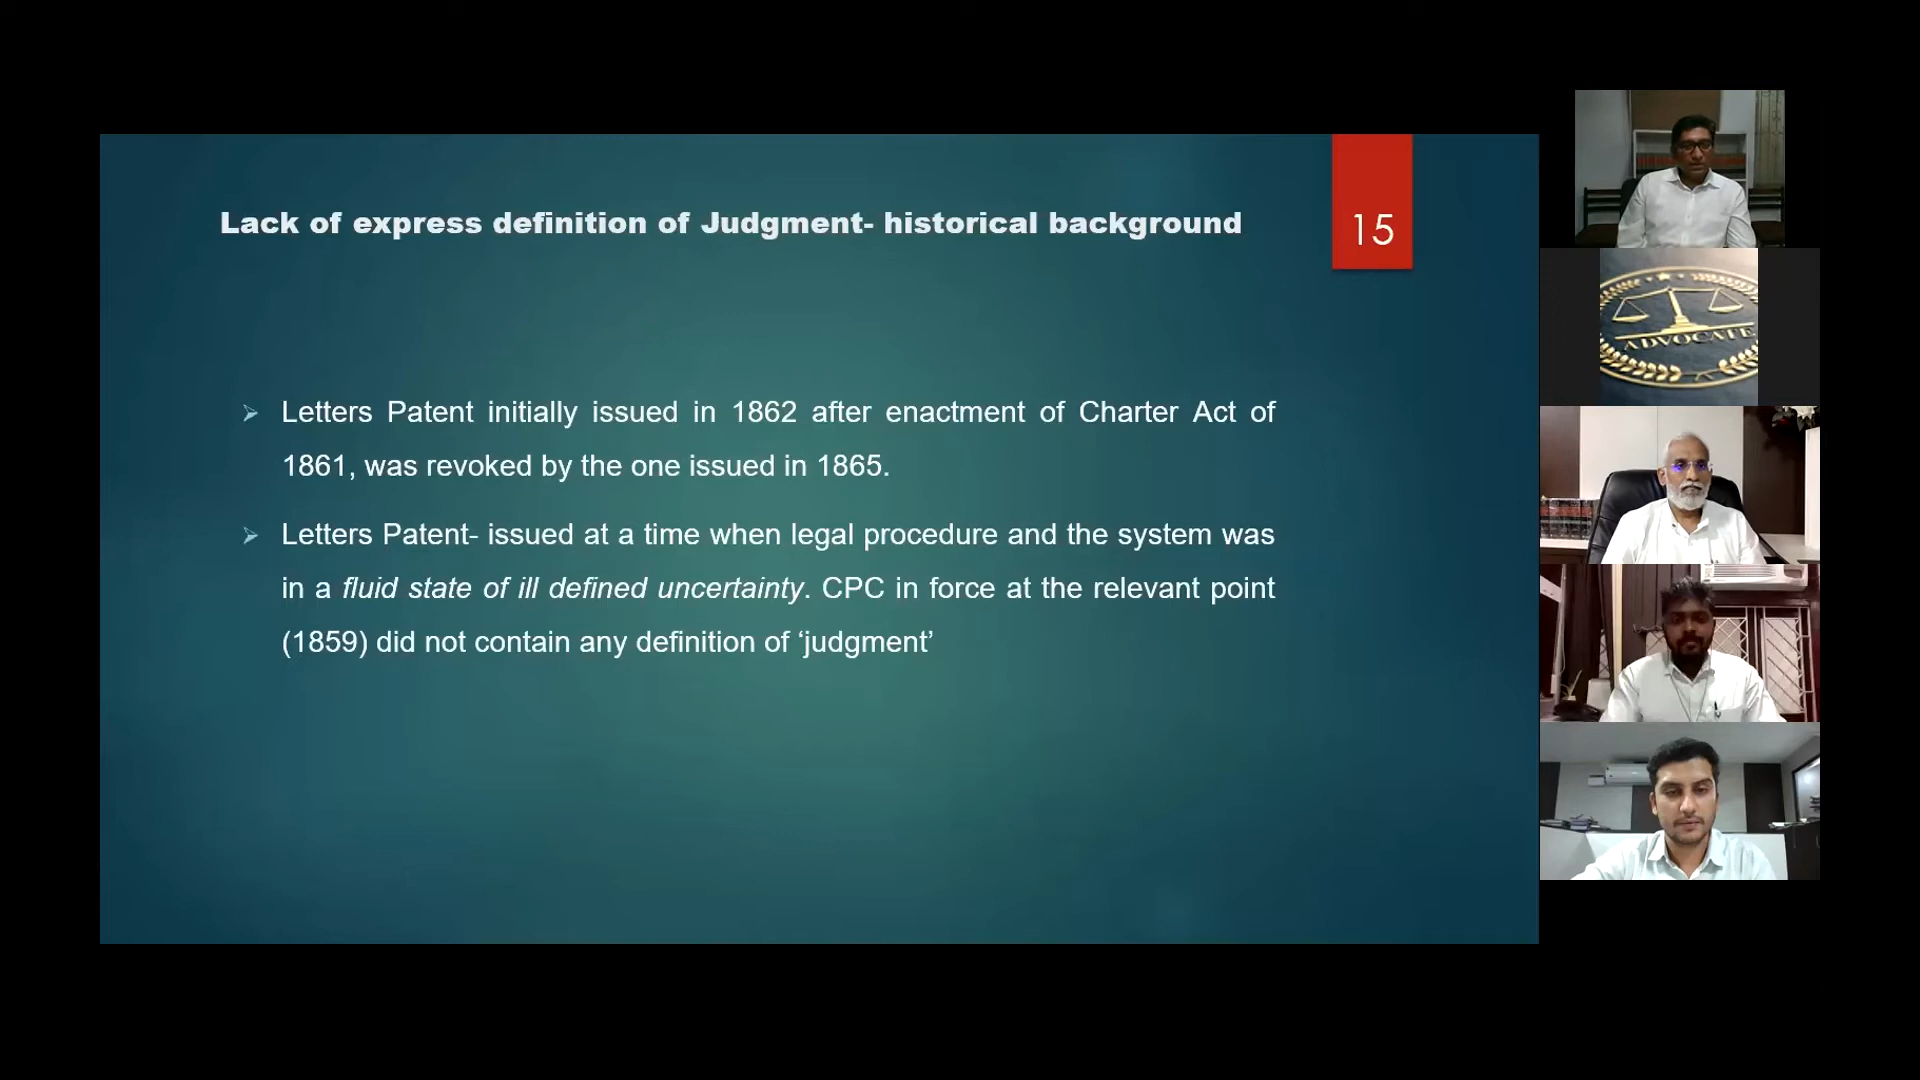 Lack of express definition of Judgment- historical background
15
Letters Patent initially issued in 1862 after enactment of Charter Act of
1861, was revoked by the one issued in 1865.
Letters Patent- issued at a time when legal procedure and the system was
in a fluid state of ill defined uncertainty. CPC in force at the relevant point
(1859) did not contain any definition of ‘judgment’
ADVOCATE